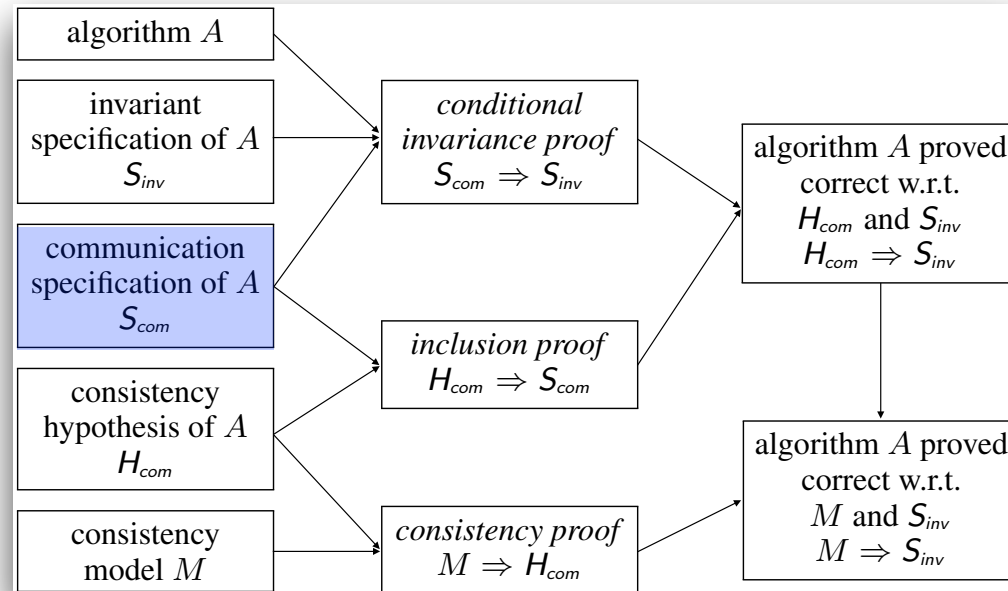 algorithm A
invariant
specification of A
S_inv
communication
specification of A
S_com
consistency
hypothesis of A
H_com
consistency
model M
conditional
invariance proof
S_com ⇒ S_inv
inclusion proof
H_com ⇒ S_com
consistency proof
M ⇒ H_com
algorithm A proved
correct w.r.t.
H_com and S_inv
H_com ⇒ S_inv
algorithm A proved
correct w.r.t.
M and S_inv
M ⇒ S_inv